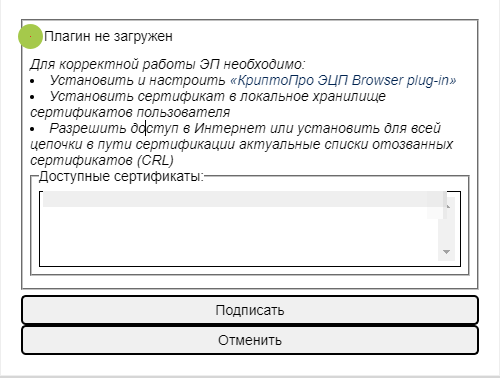 Плагин не загружен
Для корректной работы ЭП необходимо:
• Установить и настроить «КриптоПро ЭЦП Browser plug-in»
• Установить сертификат в локальное хранилище
сертификатов пользователя
• Разрешить доступ в Интернет или установить для всей
цепочки в пути сертификации актуальные списки отозванных
сертификатов (CRL)
Доступные сертификаты:
Подписать
Отменить